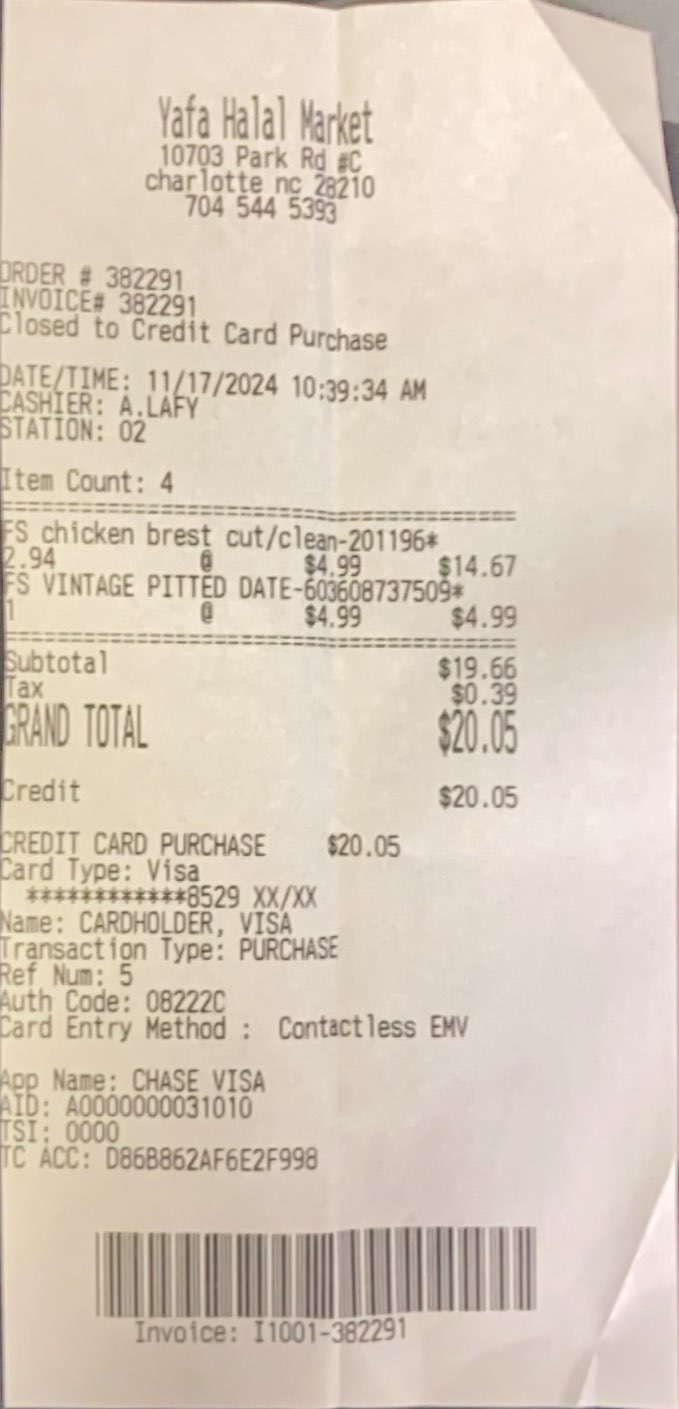 Yafa Halal Market
10703 Park Rd #C
charlotte nc 28210
704 544 5393
ORDER # 382291
INVOICE# 382291
Closed to Credit Card Purchase
DATE/TIME: 11/17/2024 10:39:34 AM
CASHIER: A.LAFY
STATION: 02
Item Count: 4
=======================================
FS chicken brest cut/clean-201196*
2.94 @ $4.99 $14.67
FS VINTAGE PITTED DATE-603608737509*
1 @ $4.99 $4.99
=======================================
Subtotal $19.66
Tax $0.39
GRAND TOTAL $20.05
Credit $20.05
CREDIT CARD PURCHASE $20.05
Card Type: Visa
************8529 XX/XX
Name: CARDHOLDER, VISA
Transaction Type: PURCHASE
Ref Num: 5
Auth Code: 08222C
Card Entry Method : Contactless EMV
App Name: CHASE VISA
AID: A0000000031010
TSI: 0000
TC ACC: D86B862AF6E2F998
Invoice: I1001-382291